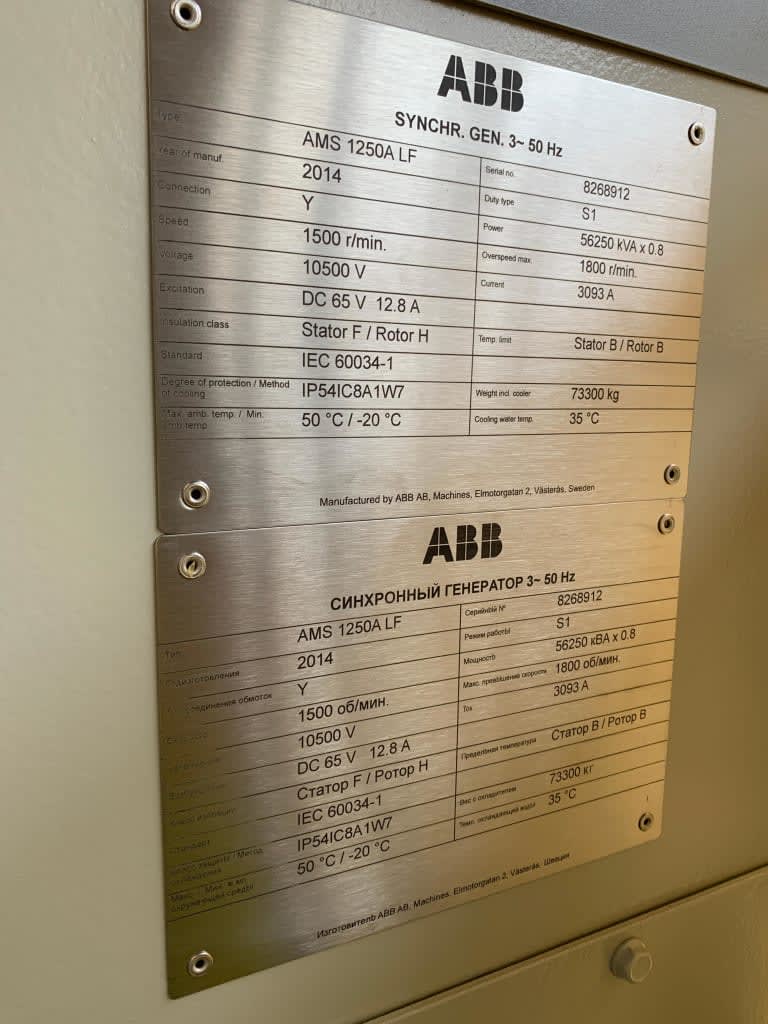 ABB
SYNCHR. GEN. 3~ 50 Hz
Type AMS 1250A LF Serial no. 8268912
Year of manuf. 2014 Duty type S1
Connection Y Power 56250 kVA x 0.8
Speed 1500 r/min. Overspeed max. 1800 r/min.
Voltage 10500 V Current 3093 A
Excitation DC 65 V 12.8 A
Insulation class Stator F / Rotor H Temp. limit Stator B / Rotor B
Standard IEC 60034-1
Degree of protection / Method
of cooling IP54IC8A1W7 Weight incl. cooler 73300 kg
Max. amb. temp. / Min.
amb.temp. 50 °C / -20 °C Cooling water temp. 35 °C
Manufactured by ABB AB, Machines, Elmotorgatan 2, Västerås, Sweden
ABB
СИНХРОННЫЙ ГЕНЕРАТОР 3~ 50 Hz
Тип AMS 1250A LF Серийный № 8268912
Год изготовления 2014 Режим работы S1
соединения обмоток Y Мощность 56250 кВА x 0.8
1500 об/мин. Макс. превышение скорости 1800 об/мин.
10500 V Ток 3093 A
DC 65 V 12.8 A
Статор F / Ротор H Предельная температура Статор B / Ротор B
Стандарт IEC 60034-1
IP54IC8A1W7 Вес с охладителем 73300 кг
50 °C / -20 °C Темп. охлаждающей воды 35 °C
Изготовитель ABB AB, Machines, Elmotorgatan 2, Västerås, Швеция